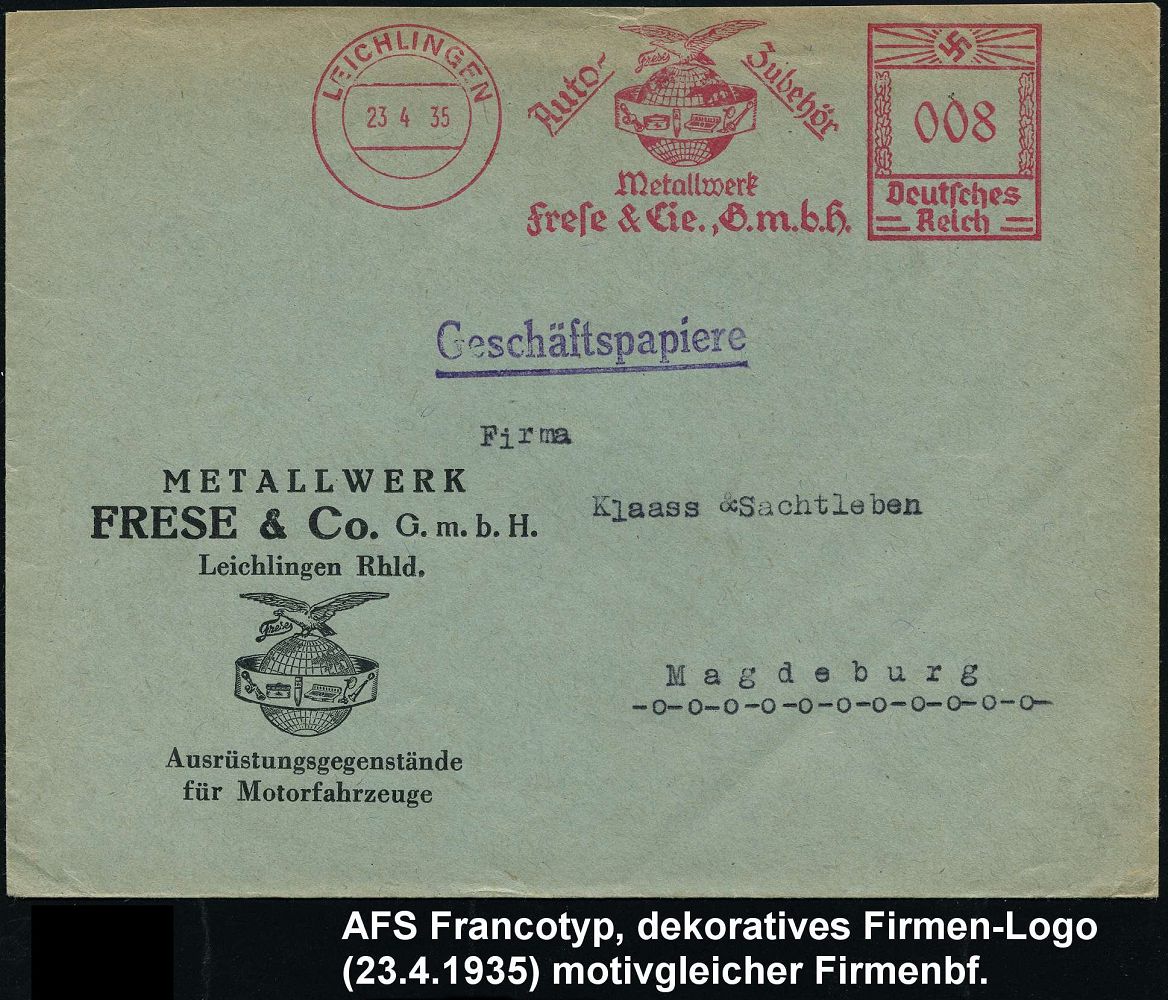 LEICHLINGEN
23 4 35
Auto-
Zubehör
Frese
Metallwerk
Frese & Cie., G.m.b.H.
008
Deutsches
Reich
Geschäftspapiere
Firma
Klaass &Sachtleben
Magdeburg
-o-o-o-o-o-o-o-o-o-o-o-
METALLWERK
FRESE & Co. G. m. b. H.
Leichlingen Rhld.
Frese
Ausrüstungsgegenstände
für Motorfahrzeuge
AFS Francotyp, dekoratives Firmen-Logo
(23.4.1935) motivgleicher Firmenbf.